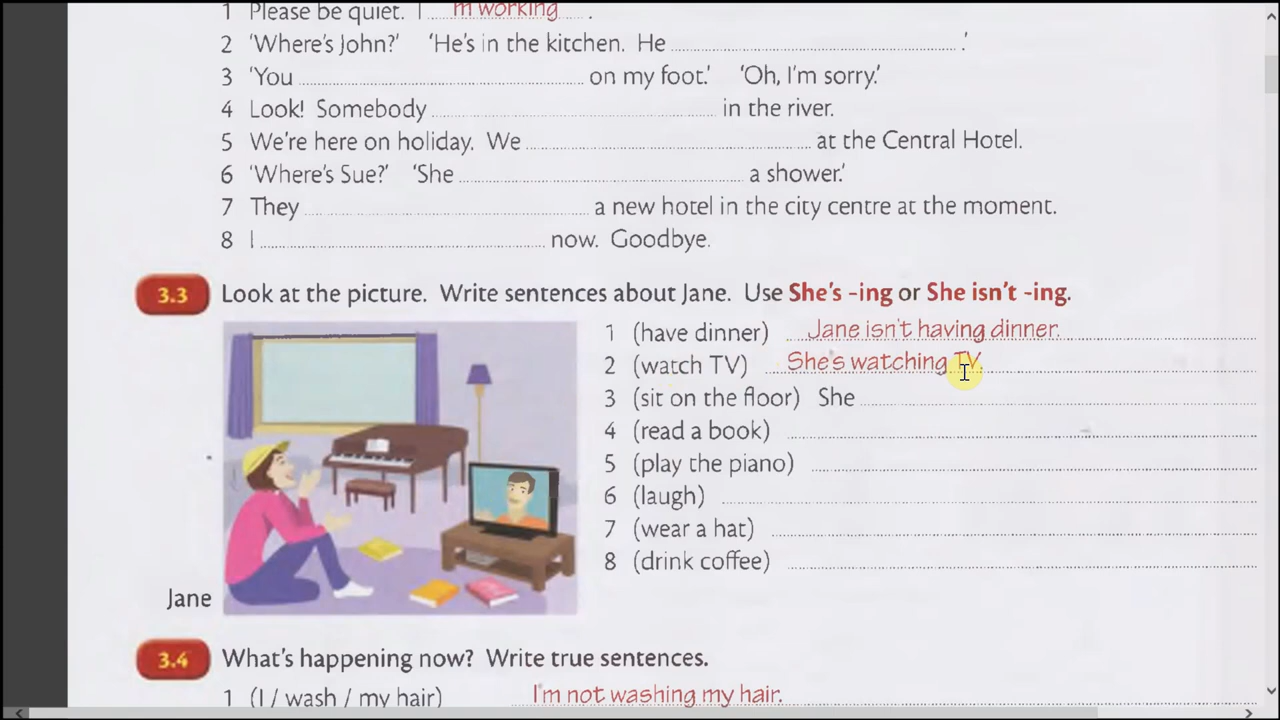 1 Please be quiet. I ....m working.... .
2 'Where's John?' 'He's in the kitchen. He .................... .'
3 'You .................... on my foot.' 'Oh, I'm sorry.'
4 Look! Somebody .................... in the river.
5 We're here on holiday. We .................... at the Central Hotel.
6 'Where's Sue?' 'She .................... a shower.'
7 They .................... a new hotel in the city centre at the moment.
8 I .................... now. Goodbye.
3.3 Look at the picture. Write sentences about Jane. Use She's -ing or She isn't -ing.
1 (have dinner) Jane isn't having dinner.
2 (watch TV) She's watching TV.
3 (sit on the floor) She ....................
4 (read a book) ....................
5 (play the piano) ....................
6 (laugh) ....................
7 (wear a hat) ....................
8 (drink coffee) ....................
Jane
3.4 What's happening now? Write true sentences.
1 (I / wash / my hair) I'm not washing my hair.